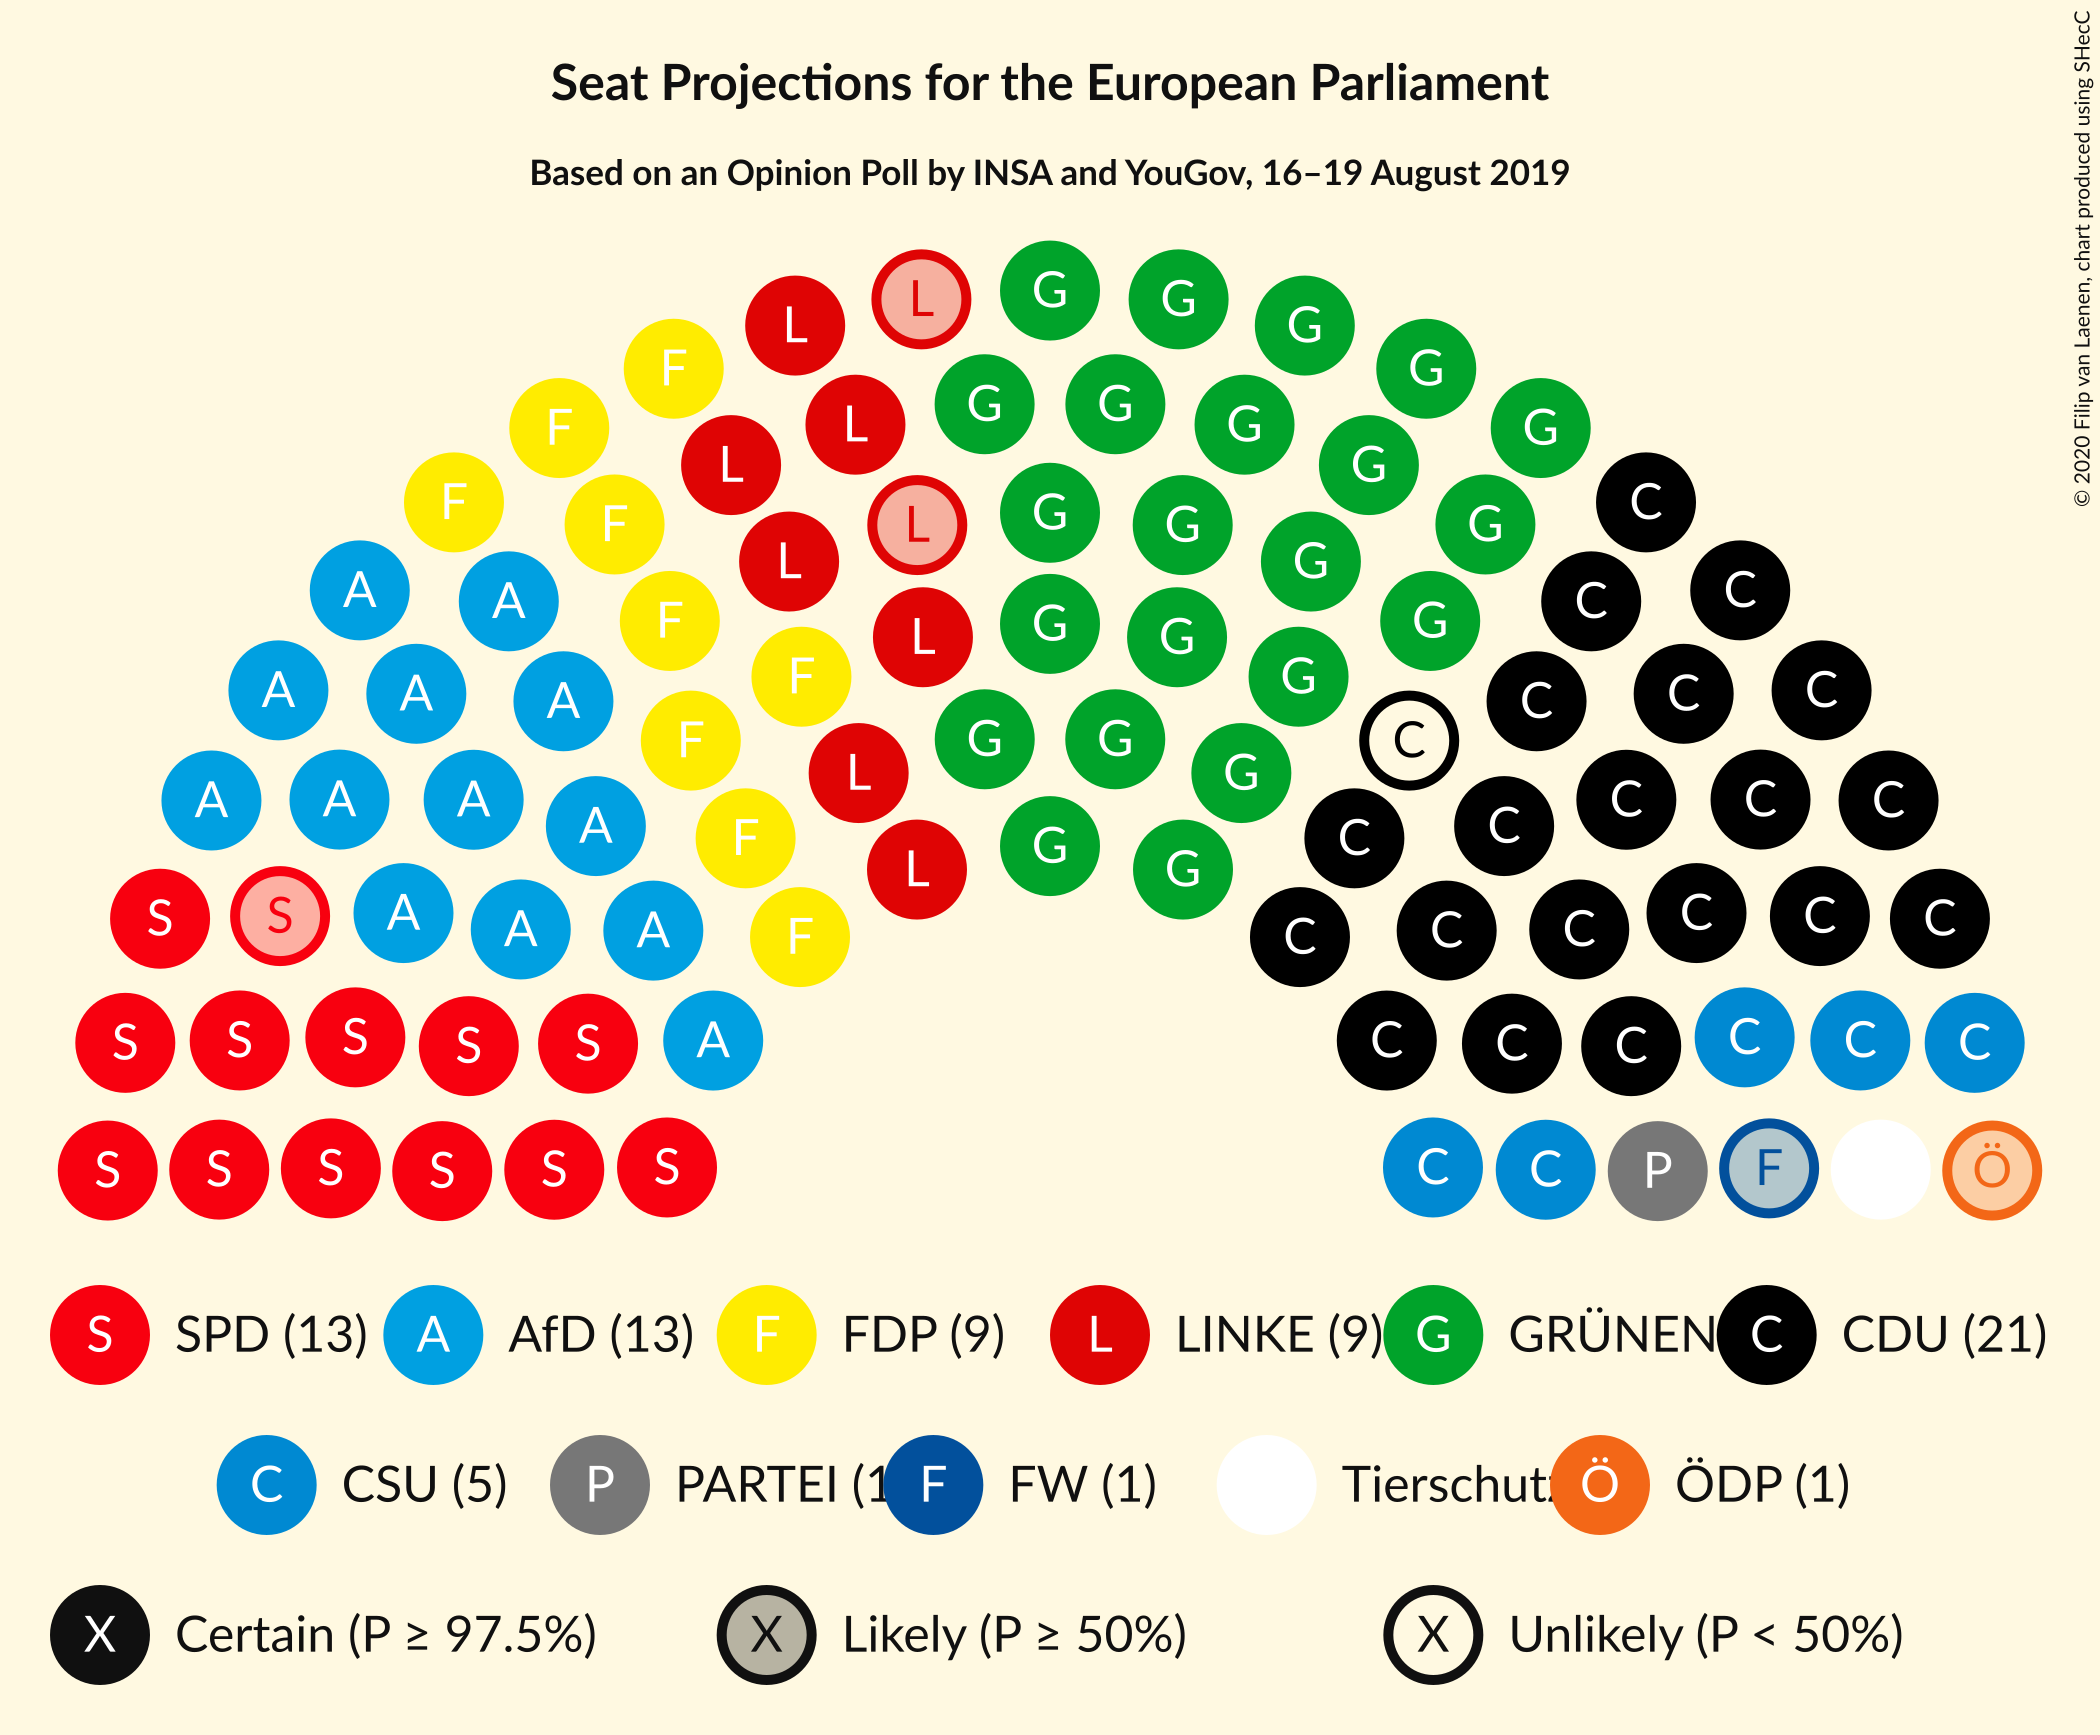 Seat Projections for the European Parliament
Based on an Opinion Poll by INSA and YouGov, 16–19 August 2019
© 2020 Filip van Laenen, chart produced using SHecC
L G G G
L G
F G G G G
F L L G G
F L G G C
F L G G G G
A A F L G G G C C
A A A F F G C C C
F G G C
A A A A L G C C C C
F L G G C
S S A A A F C C C C C C
S S S S S A C C C C C C
S S S S S S C C P F Ö
S SPD (13) A AfD (13) F FDP (9) L LINKE (9) G GRÜNEN C CDU (21)
C CSU (5) P PARTEI (1 F FW (1) Tierschutz Ö ÖDP (1)
X Certain (P ≥ 97.5%) X Likely (P ≥ 50%) X Unlikely (P < 50%)